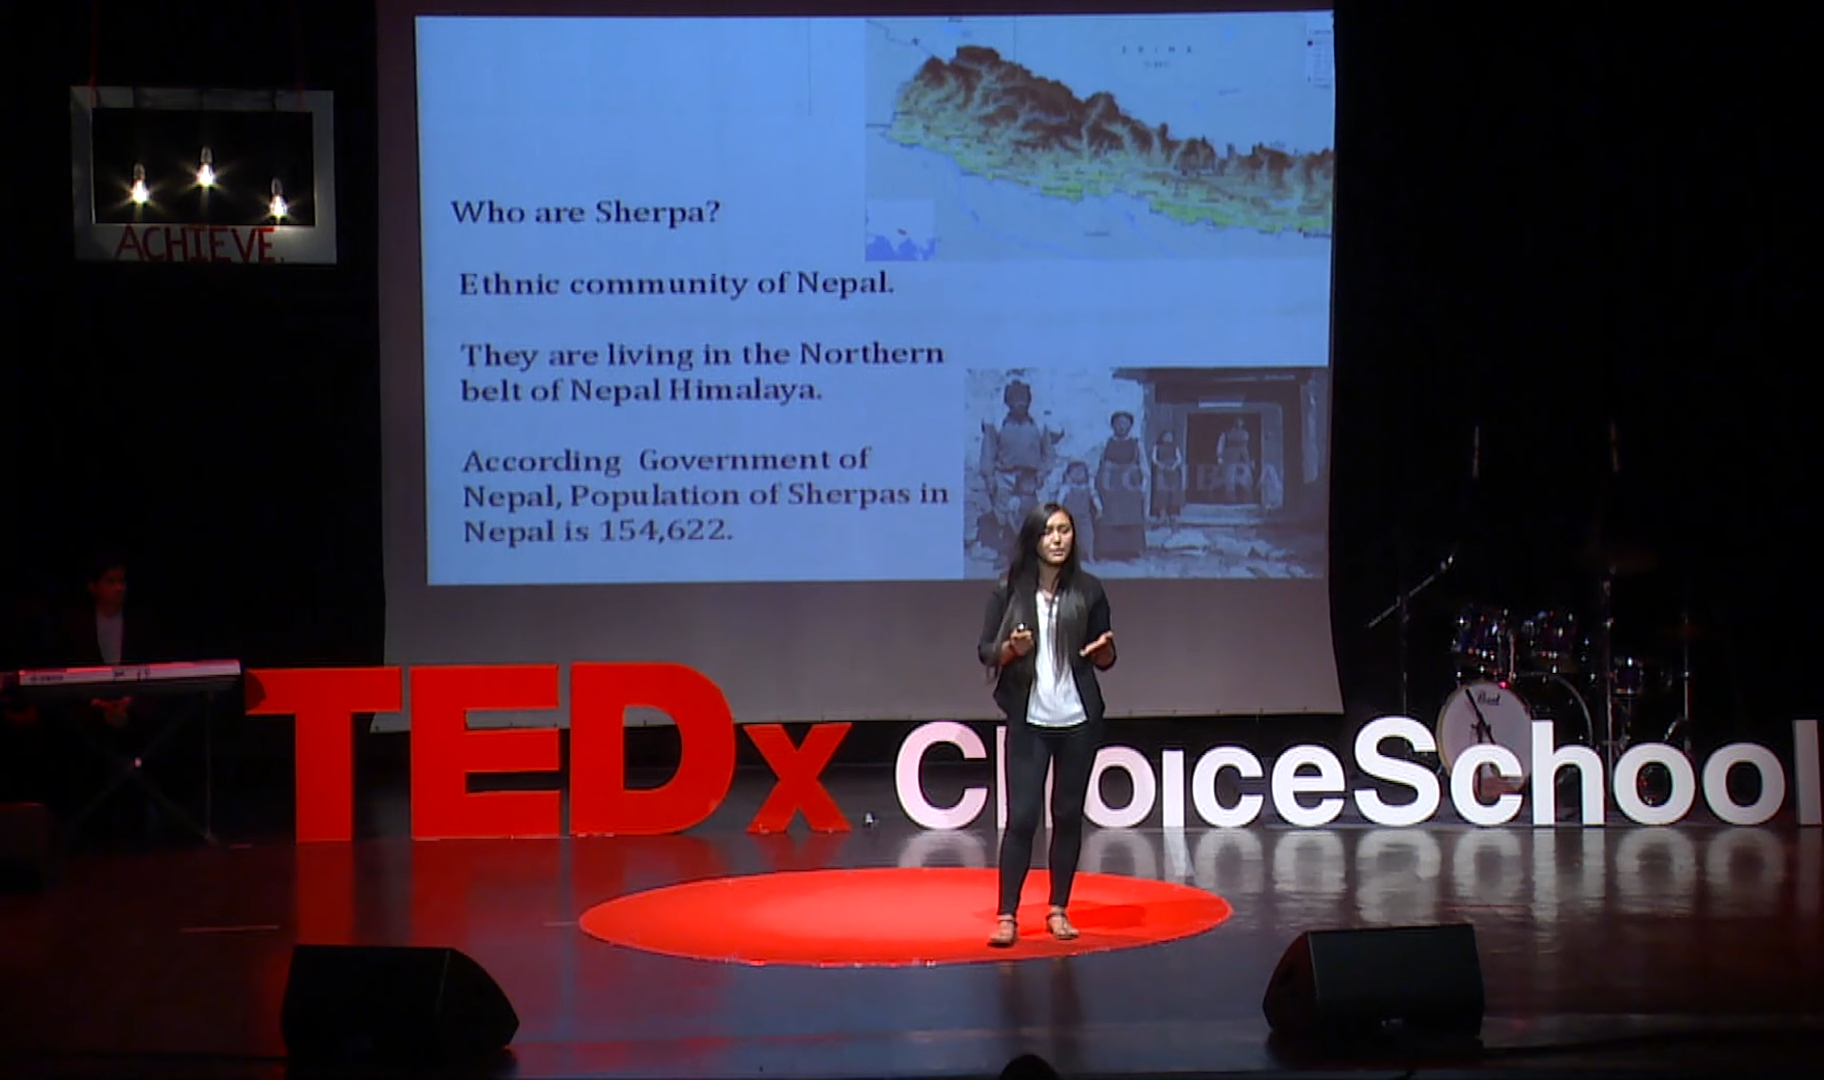 Who are Sherpa?
Ethnic community of Nepal.
They are living in the Northern
belt of Nepal Himalaya.
According Government of
Nepal, Population of Sherpas in
Nepal is 154,622.
ACHIEVE.
TEDx ChoiceSchool
Pearl